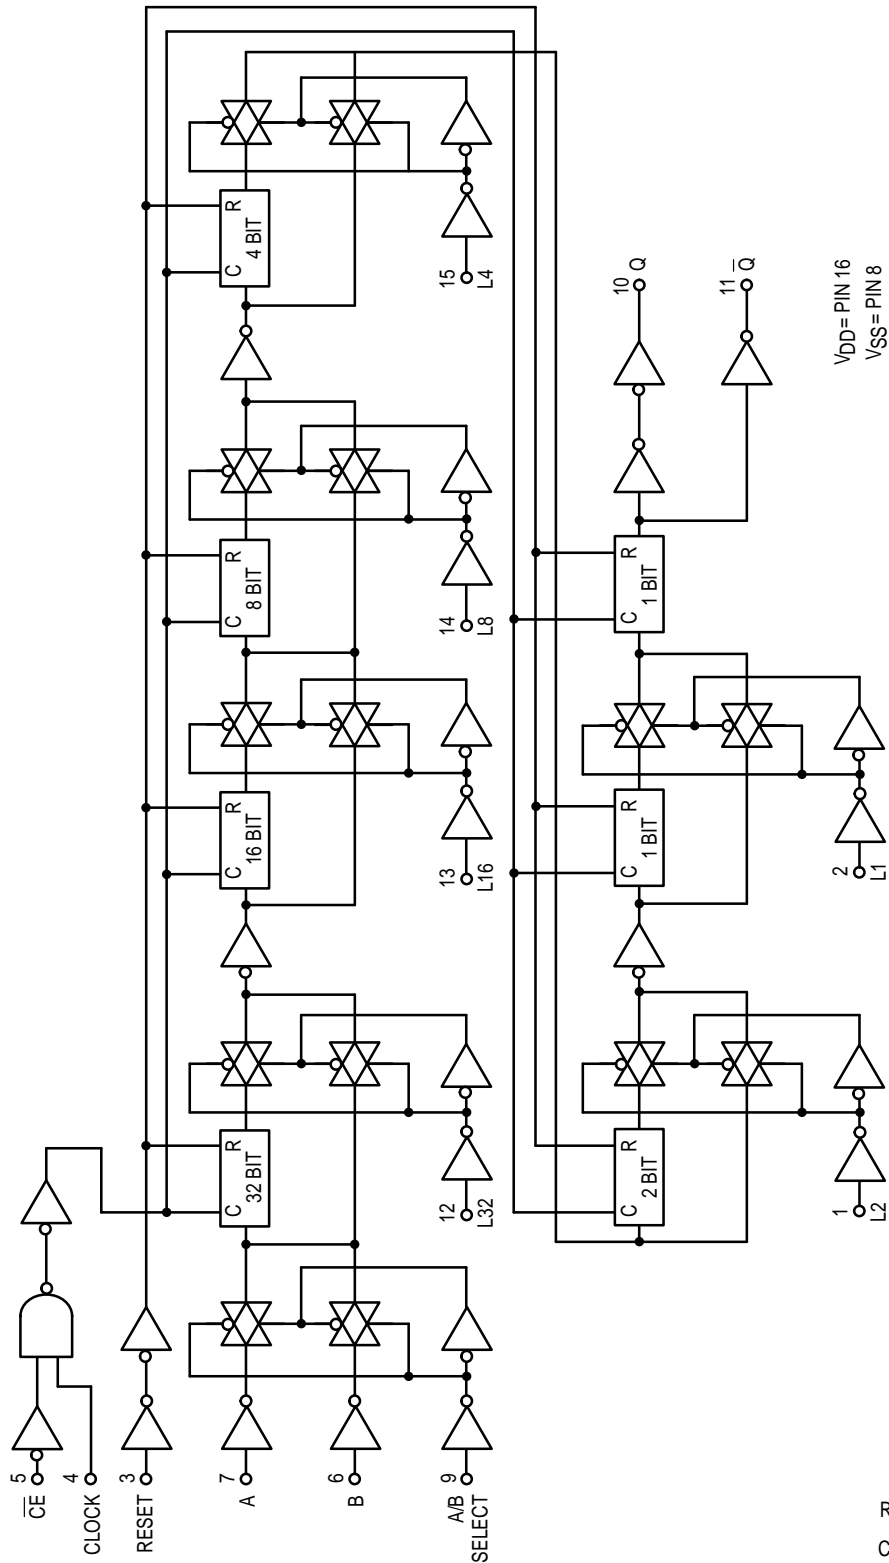 5
CE
4
CLOCK
3
RESET
7
A
6
B
9
A/B
SELECT
C
32 BIT
R
12
L32
C
16 BIT
R
13
L16
C
8 BIT
R
14
L8
C
4 BIT
R
15
L4
C
2 BIT
R
1
L2
C
1 BIT
R
2
L1
C
1 BIT
R
10 Q
11 Q
VDD = PIN 16
VSS = PIN 8